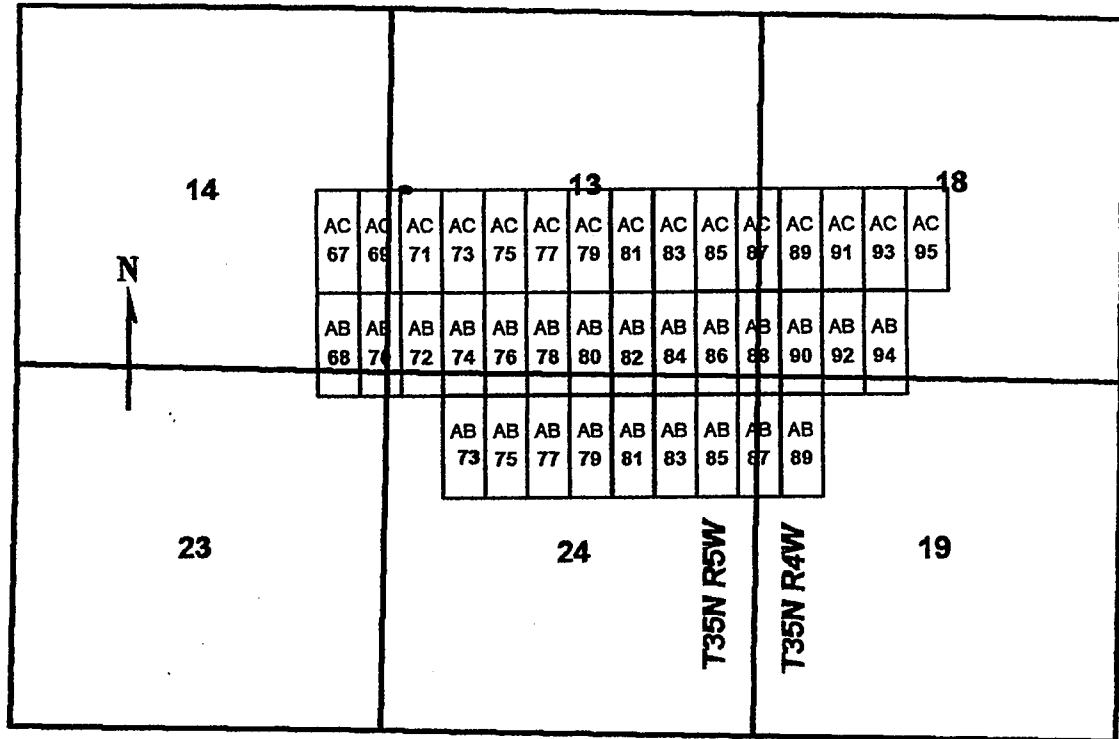 14 13 18
AC AC AC AC AC AC AC AC AC AC AC AC AC AC AC
67 69 71 73 75 77 79 81 83 85 87 89 91 93 95
N
AB AB AB AB AB AB AB AB AB AB AB AB AB AB
68 70 72 74 76 78 80 82 84 86 88 90 92 94
AB AB AB AB AB AB AB AB AB
73 75 77 79 81 83 85 87 89
23 24 19
T35N R5W
T35N R4W